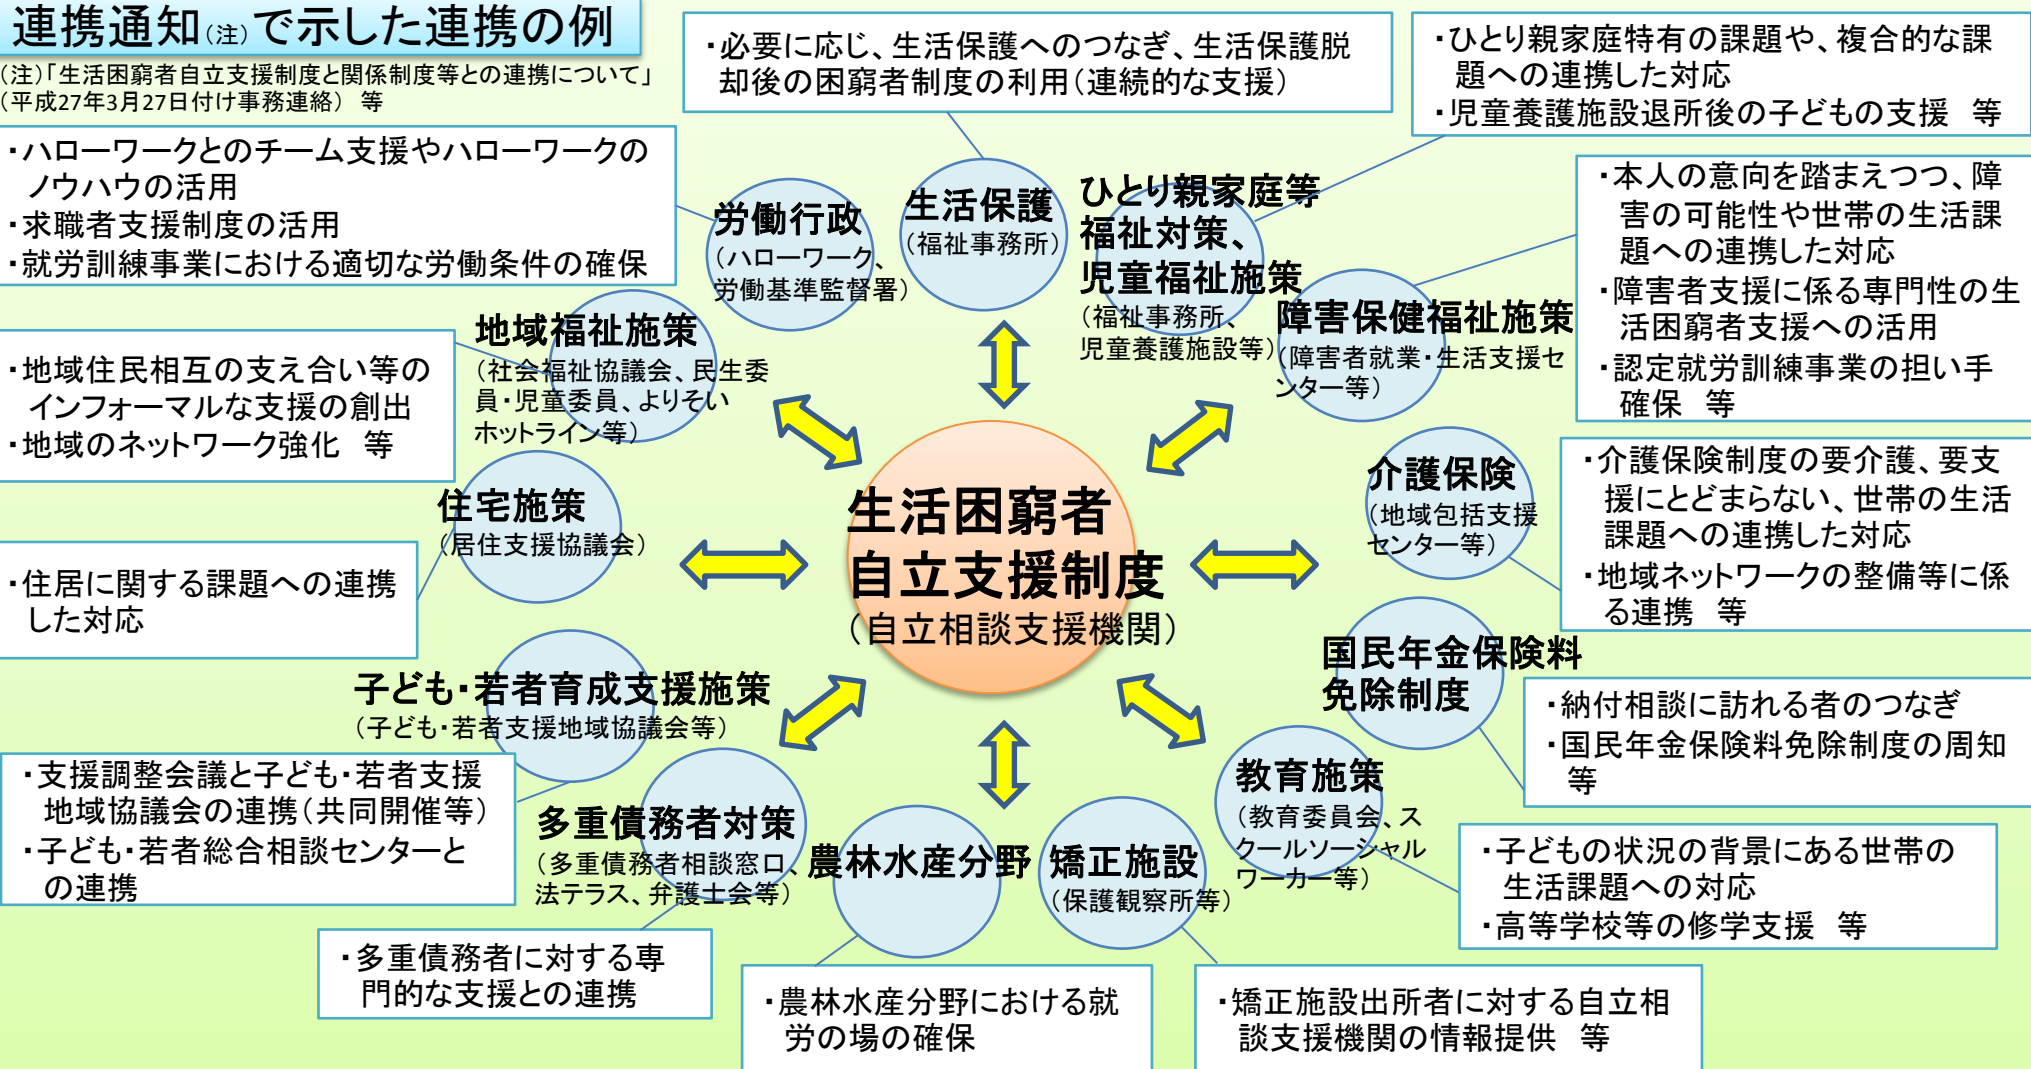 連携通知(注)で示した連携の例
(注)「生活困窮者自立支援制度と関係制度等との連携について」
(平成27年3月27日付け事務連絡) 等
・必要に応じ、生活保護へのつなぎ、生活保護脱
却後の困窮者制度の利用(連続的な支援)
・ひとり親家庭特有の課題や、複合的な課
題への連携した対応
・児童養護施設退所後の子どもの支援 等
・ハローワークとのチーム支援やハローワークの
ノウハウの活用
・求職者支援制度の活用
・就労訓練事業における適切な労働条件の確保
労働行政
(ハローワーク、
労働基準監督署)
生活保護
(福祉事務所)
ひとり親家庭等
福祉対策、
児童福祉施策
(福祉事務所、
児童養護施設等)
・本人の意向を踏まえつつ、障
害の可能性や世帯の生活課
題への連携した対応
・障害者支援に係る専門性の生
活困窮者支援への活用
・認定就労訓練事業の担い手
確保 等
地域福祉施策
(社会福祉協議会、民生委
員・児童委員、よりそい
ホットライン等)
障害保健福祉施策
(障害者就業・生活支援セ
ンター等)
・地域住民相互の支え合い等の
インフォーマルな支援の創出
・地域のネットワーク強化 等
介護保険
(地域包括支援
センター等)
・介護保険制度の要介護、要支
援にとどまらない、世帯の生活
課題への連携した対応
・地域ネットワークの整備等に係
る連携 等
住宅施策
(居住支援協議会)
生活困窮者
自立支援制度
(自立相談支援機関)
・住居に関する課題への連携
した対応
国民年金保険料
免除制度
・納付相談に訪れる者のつなぎ
・国民年金保険料免除制度の周知
等
子ども・若者育成支援施策
(子ども・若者支援地域協議会等)
・支援調整会議と子ども・若者支援
地域協議会の連携(共同開催等)
・子ども・若者総合相談センターと
の連携
多重債務者対策
(多重債務者相談窓口、
法テラス、弁護士会等)
農林水産分野
矯正施設
(保護観察所等)
教育施策
(教育委員会、ス
クールソーシャル
ワーカー等)
・子どもの状況の背景にある世帯の
生活課題への対応
・高等学校等の修学支援 等
・多重債務者に対する専
門的な支援との連携
・農林水産分野における就
労の場の確保
・矯正施設出所者に対する自立相
談支援機関の情報提供 等